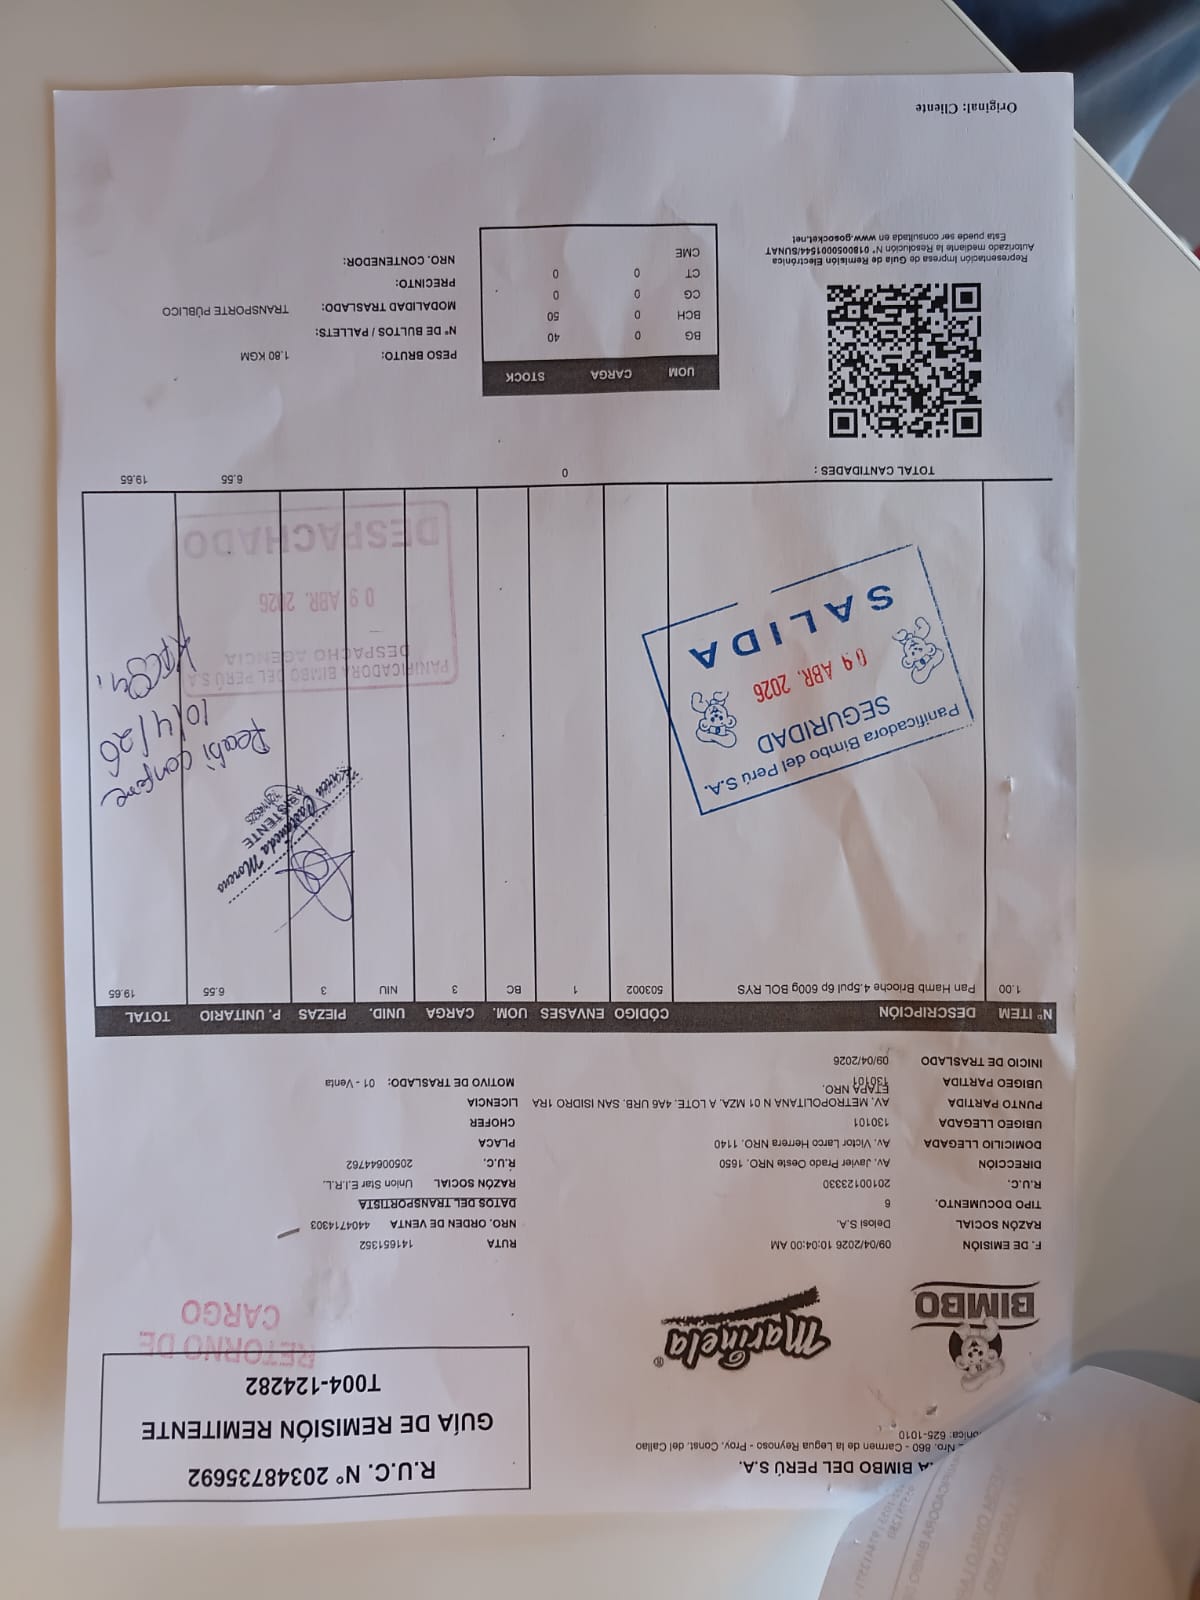 .A BIMBO DEL PERÚ S.A.
Nro. 860 - Carmen de la Legua Reynoso - Prov. Const. del Callao
ónica: 625-1010
R.U.C. N° 20348735692
GUÍA DE REMISIÓN REMITENTE
T004-124282
RETORNO DE
CARGO
BIMBO
Marinela®
F. DE EMISIÓN 09/04/2026 10:04:00 AM
RAZÓN SOCIAL Delosi S.A.
TIPO DOCUMENTO. 6
R.U.C. 20100123330
DIRECCIÓN Av. Javier Prado Oeste NRO. 1650
DOMICILIO LLEGADA Av. Victor Larco Herrera NRO. 1140
UBIGEO LLEGADA 130101
PUNTO PARTIDA AV. METROPOLITANA N 01 MZA. A LOTE. 4A6 URB. SAN ISIDRO 1RA
ETAPA NRO.
UBIGEO PARTIDA 130101
INICIO DE TRASLADO 09/04/2026
RUTA 141651352
NRO. ORDEN DE VENTA 4404714303
DATOS DEL TRANSPORTISTA
RAZÓN SOCIAL Union Star E.I.R.L.
R.U.C. 20500644762
PLACA
CHOFER
LICENCIA
MOTIVO DE TRASLADO: 01 - Venta
N° ITEM DESCRIPCIÓN CÓDIGO ENVASES UOM. CARGA UNID. PIEZAS P. UNITARIO TOTAL
1.00 Pan Hamb Brioche 4.5pul 6p 600g BOL RYS 503002 1 BC 3 NIU 3 6.55 19.65
Karen Castañeda Moreno
ASISTENTE
Recibi conforme
10/4/26
Panificadora Bimbo del Perú S.A.
SEGURIDAD
09 ABR. 2026
SALIDA
PANIFICADORA BIMBO DEL PERÚ S.A
DESPACHO AGENCIA
09 ABR. 2026
DESPACHADO
TOTAL CANTIDADES : 0 6.55 19.65
Representación Impresa de Guia de Remisión Electrónica
Autorizado mediante la Resolución N° 0180050001544/SUNAT
Esta puede ser consultada en www.gosocket.net
UOM CARGA STOCK
BG 0 40
BCH 0 50
CG 0 0
CT 0 0
CME
PESO BRUTO: 1.80 KGM
N° DE BULTOS / PALLETS:
MODALIDAD TRASLADO: TRANSPORTE PÚBLICO
PRECINTO:
NRO. CONTENEDOR:
Original: Cliente